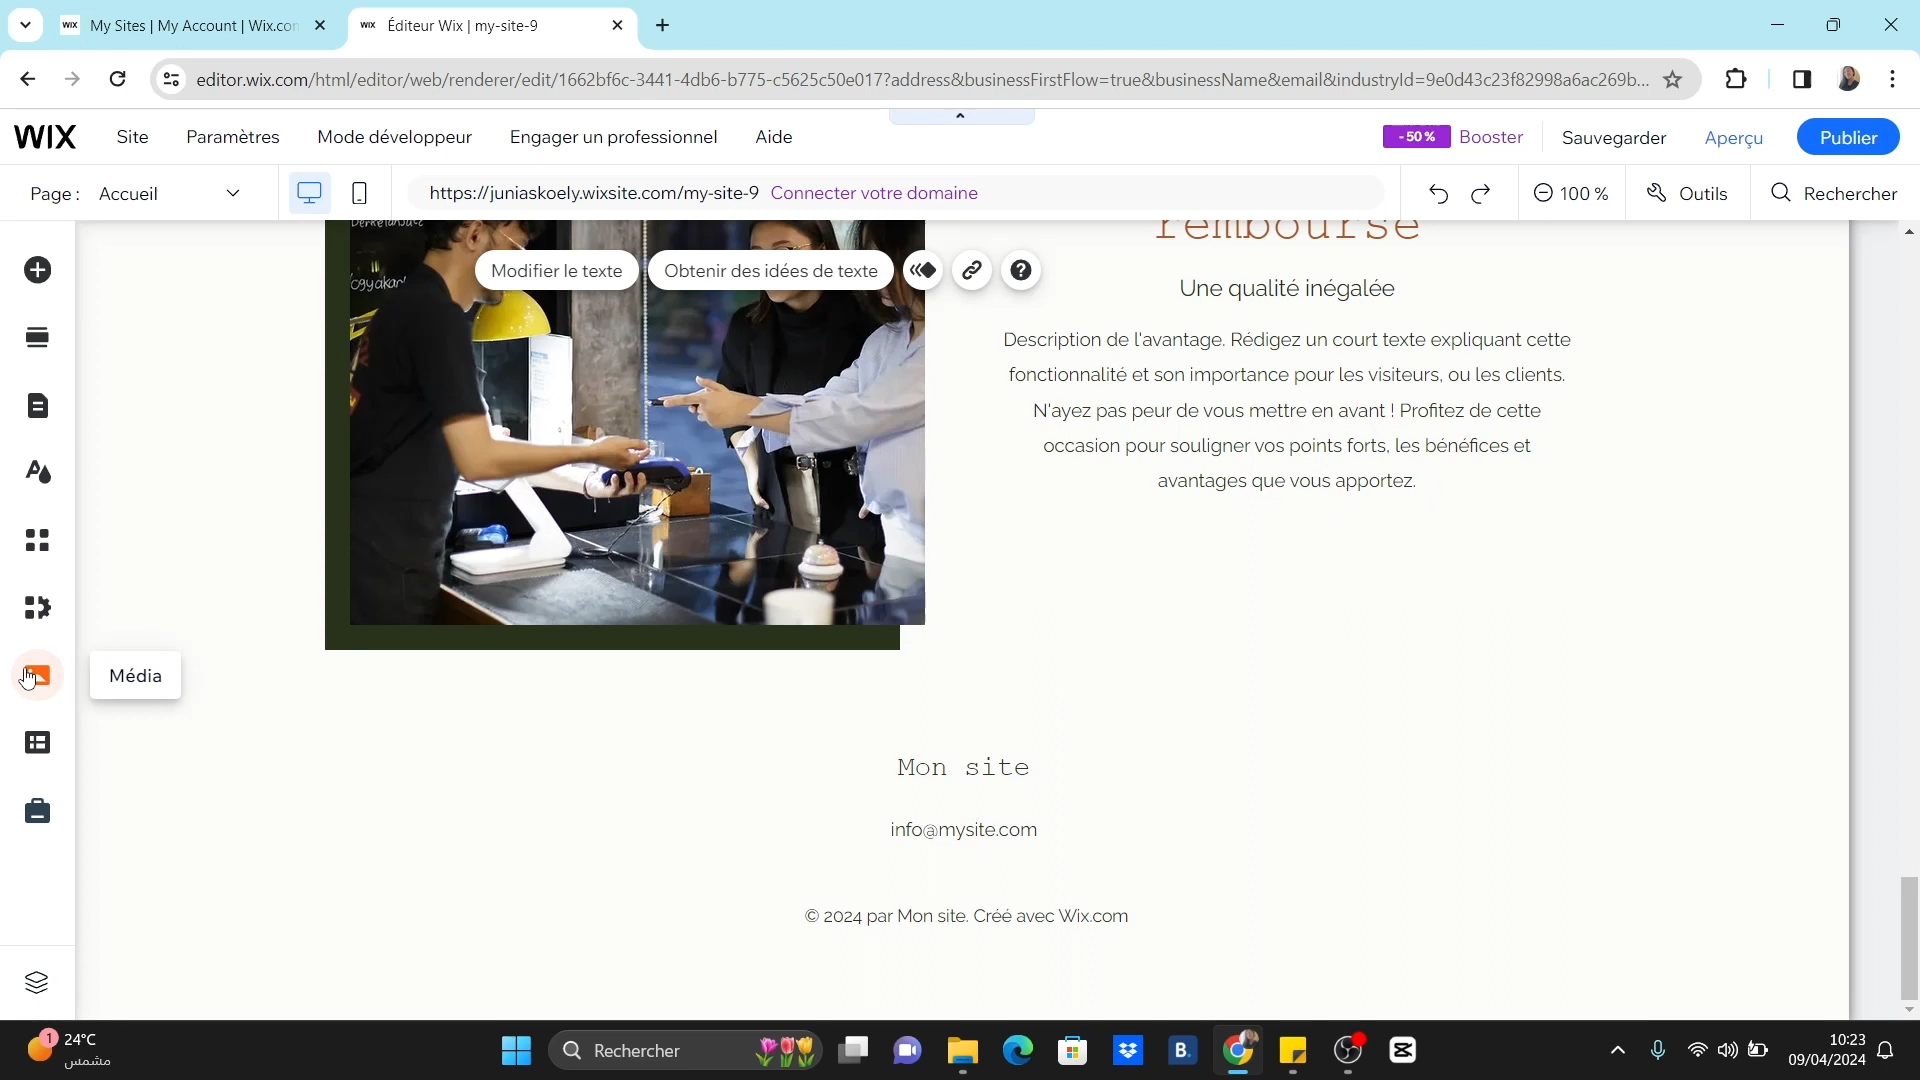 WIX My Sites | My Account | Wix.con
WIX Éditeur Wix | my-site-9
editor.wix.com/html/editor/web/renderer/edit/1662bf6c-3441-4db6-b775-c5625c50e017?address&businessFirstFlow=true&businessName&email&industryId=9e0d43c23f82998a6ac269b...
WIX Site Paramètres Mode développeur Engager un professionnel Aide -50% Booster Sauvegarder Aperçu Publier
Page : Accueil https://juniaskoely.wixsite.com/my-site-9 Connecter votre domaine 100 % Outils Rechercher
rembourse
Modifier le texte Obtenir des idées de texte
Une qualité inégalée
Description de l'avantage. Rédigez un court texte expliquant cette
fonctionnalité et son importance pour les visiteurs, ou les clients.
N'ayez pas peur de vous mettre en avant ! Profitez de cette
occasion pour souligner vos points forts, les bénéfices et
avantages que vous apportez.
Média
Mon site
info@mysite.com
© 2024 par Mon site. Créé avec Wix.com
1 24°C
مشمس
Rechercher
B.
10:23
09/04/2024